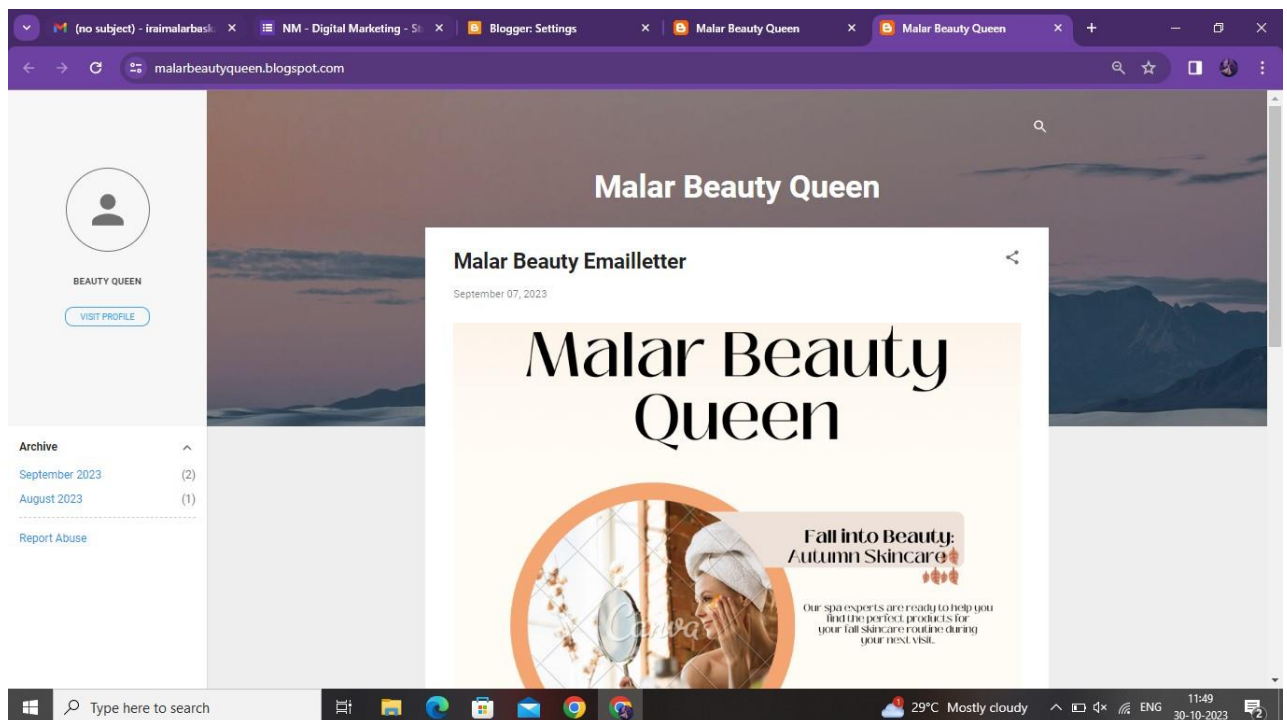 (no subject) - iraimalarbask
NM - Digital Marketing - St
Blogger: Settings
Malar Beauty Queen
Malar Beauty Queen
malarbeautyqueen.blogspot.com
BEAUTY QUEEN
VISIT PROFILE
Archive
September 2023 (2)
August 2023 (1)
Report Abuse
Malar Beauty Queen
Malar Beauty Emailletter
September 07, 2023
Malar Beauty
Queen
Fall into Beauty:
Autumn Skincare
Our spa experts are ready to help you
find the perfect products for
your fall skincare routine during
your next visit.
Canva
Type here to search
29°C Mostly cloudy
ENG
11:49
30-10-2023
2